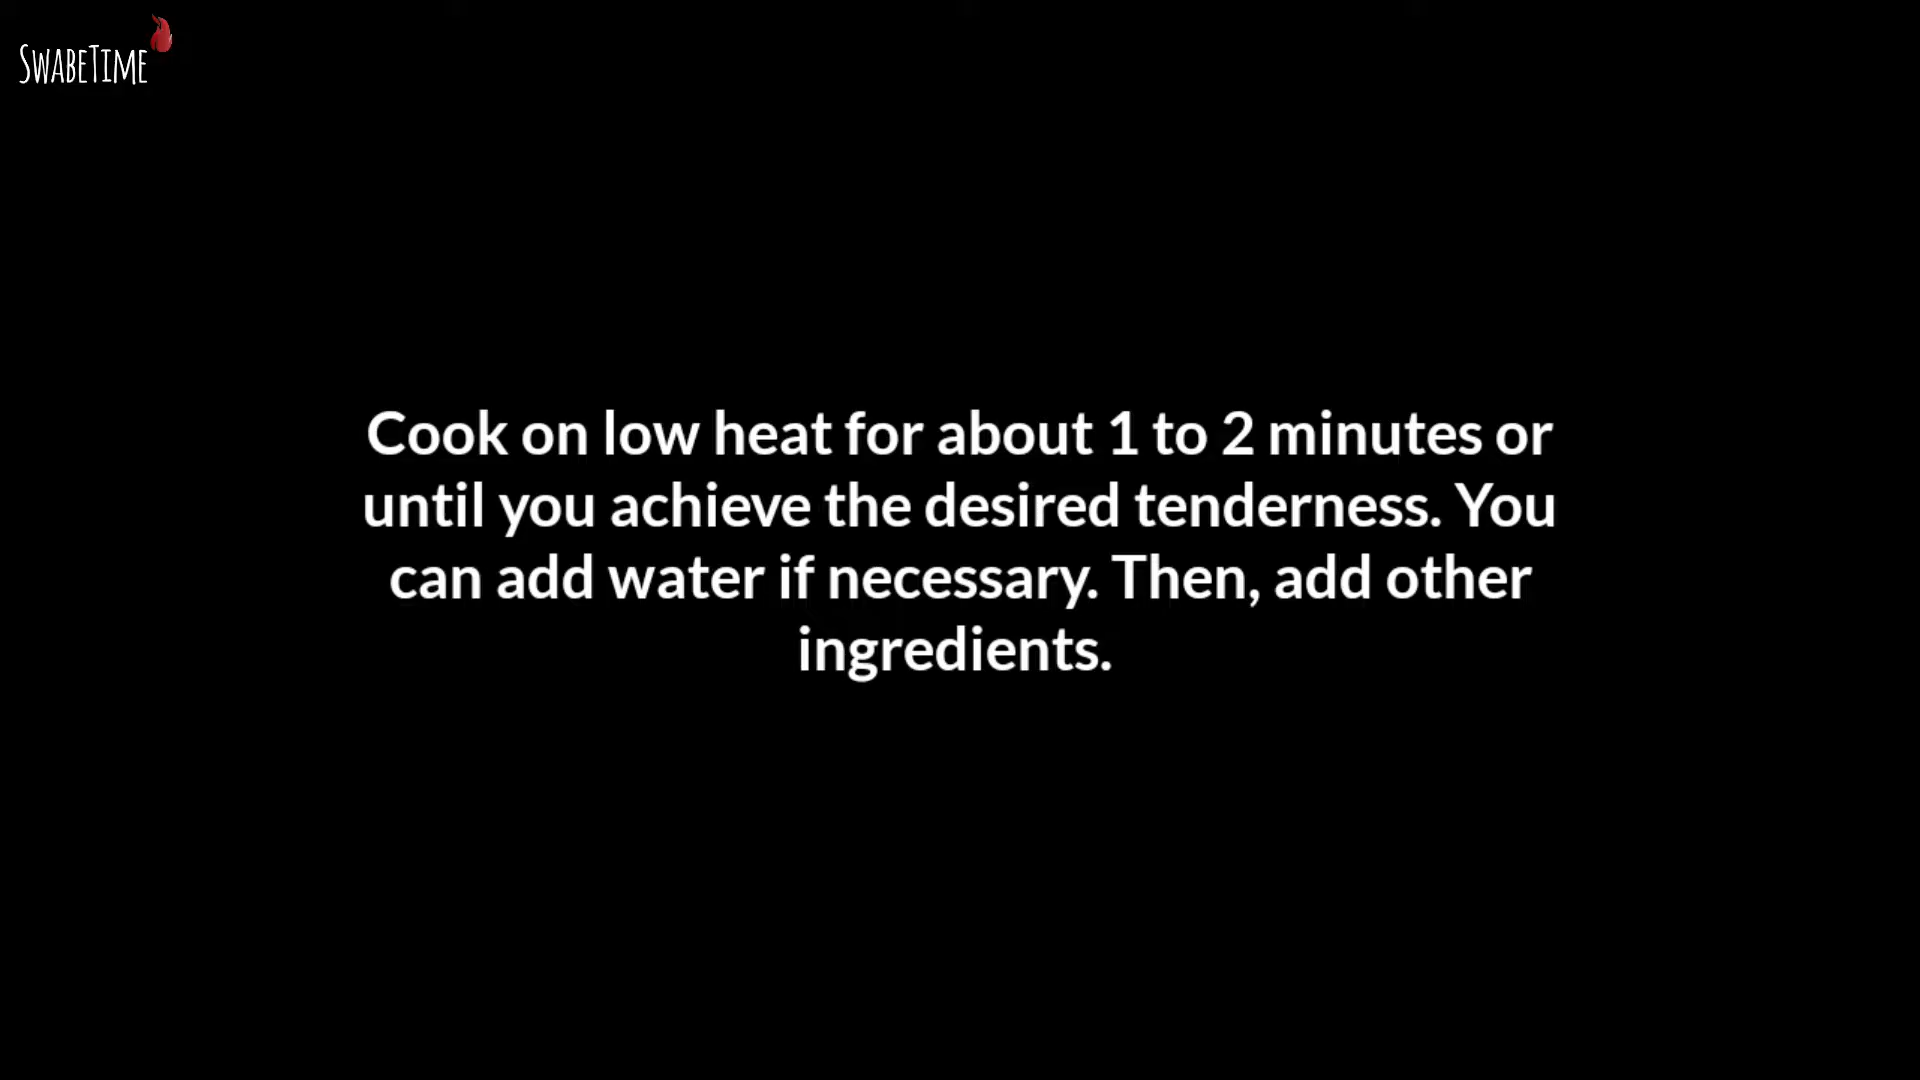 SWABETIME
Cook on low heat for about 1 to 2 minutes or
until you achieve the desired tenderness. You
can add water if necessary. Then, add other
ingredients.